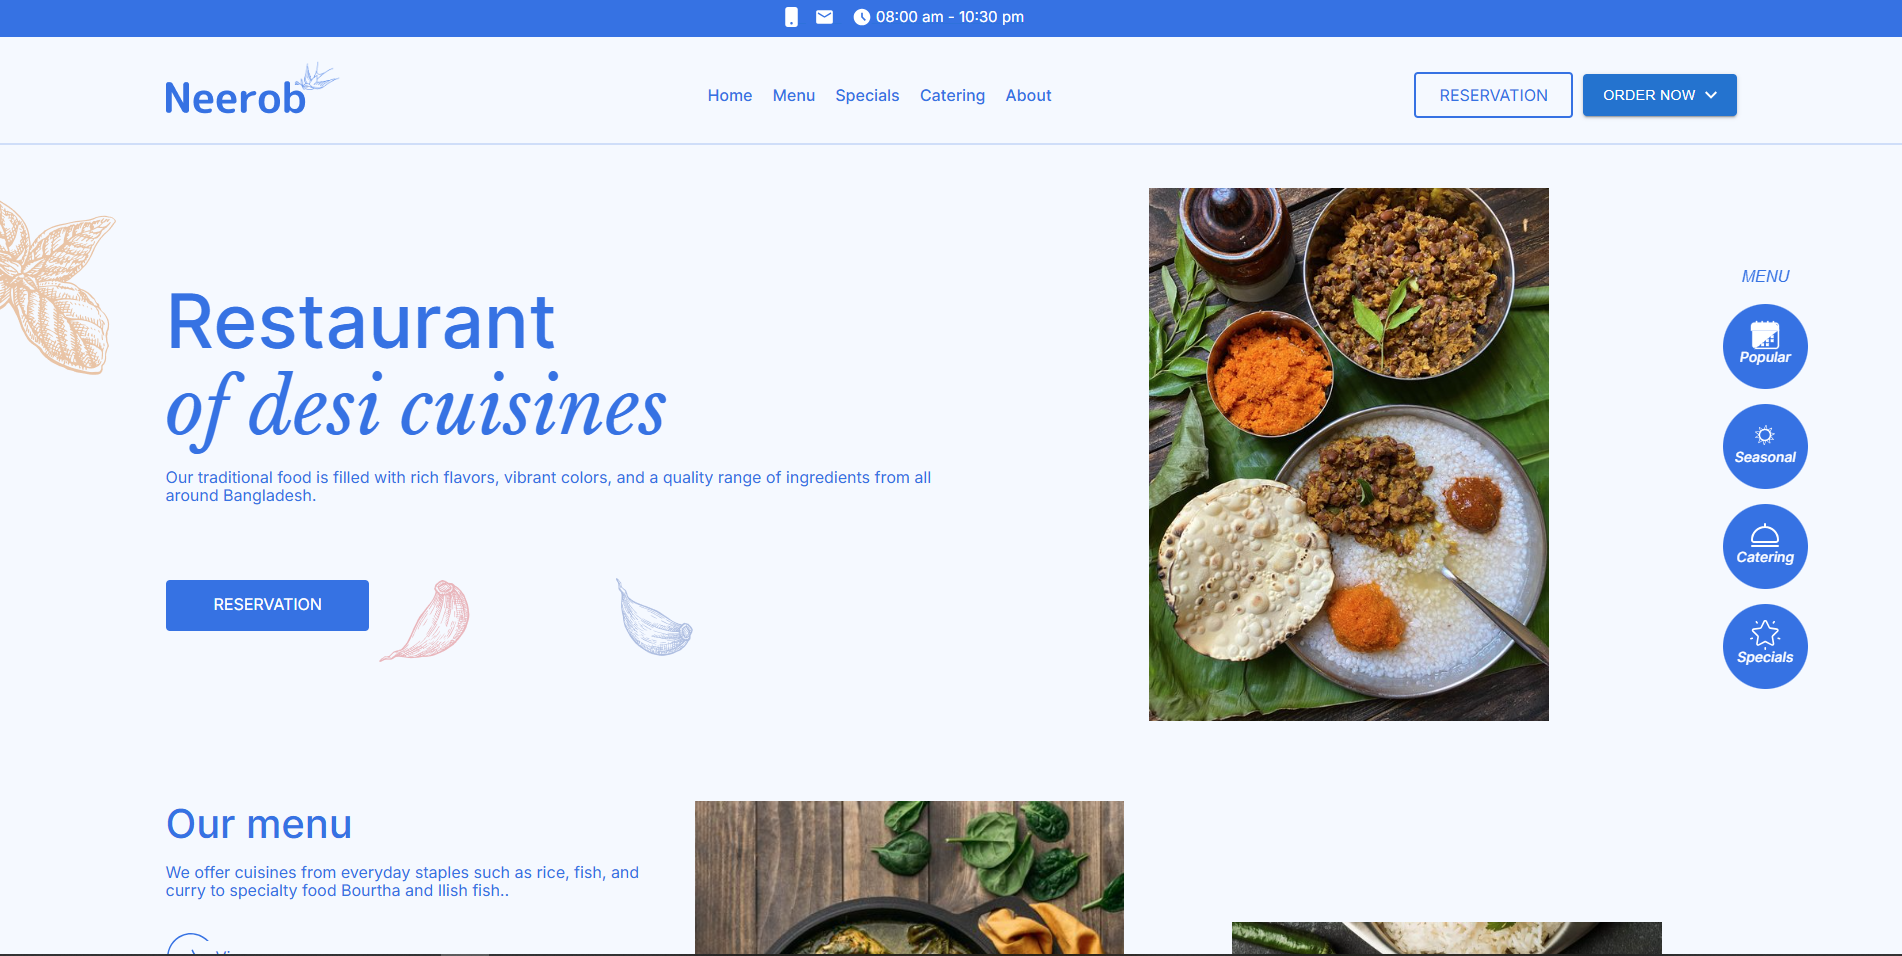 08:00 am - 10:30 pm
Neerob
Home Menu Specials Catering About
RESERVATION
ORDER NOW
Restaurant
of desi cuisines
Our traditional food is filled with rich flavors, vibrant colors, and a quality range of ingredients from all
around Bangladesh.
RESERVATION
MENU
Popular
Seasonal
Catering
Specials
Our menu
We offer cuisines from everyday staples such as rice, fish, and
curry to specialty food Bourtha and Ilish fish..